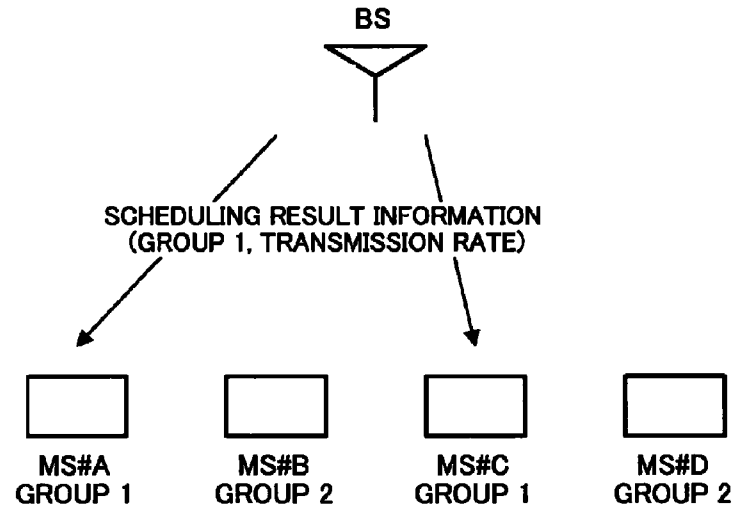 BS
SCHEDULING RESULT INFORMATION
(GROUP 1, TRANSMISSION RATE)
MS#A MS#B MS#C MS#D
GROUP 1 GROUP 2 GROUP 1 GROUP 2